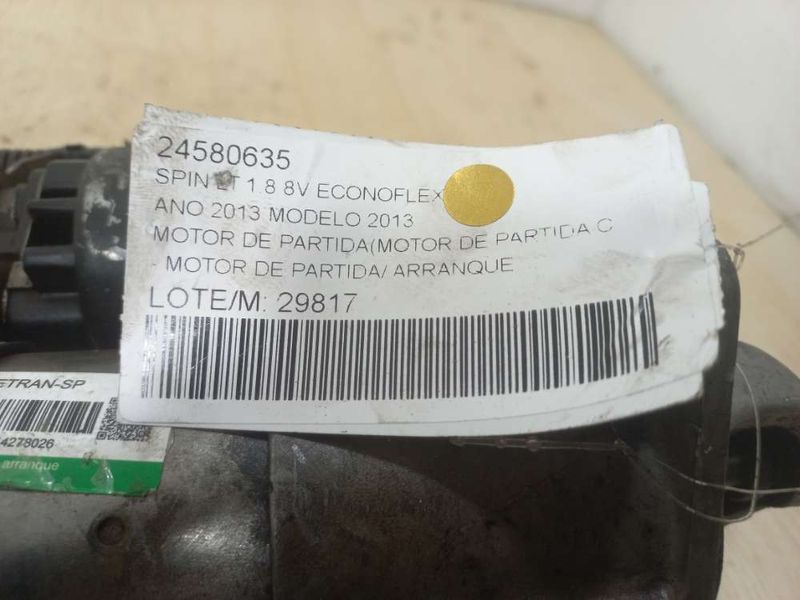 24580635
SPIN LT 1.8 8V ECONOFLEX
ANO 2013 MODELO 2013
MOTOR DE PARTIDA(MOTOR DE PARTIDA C
MOTOR DE PARTIDA/ ARRANQUE
LOTE/M: 29817
ETRAN-SP
4278026
arranque